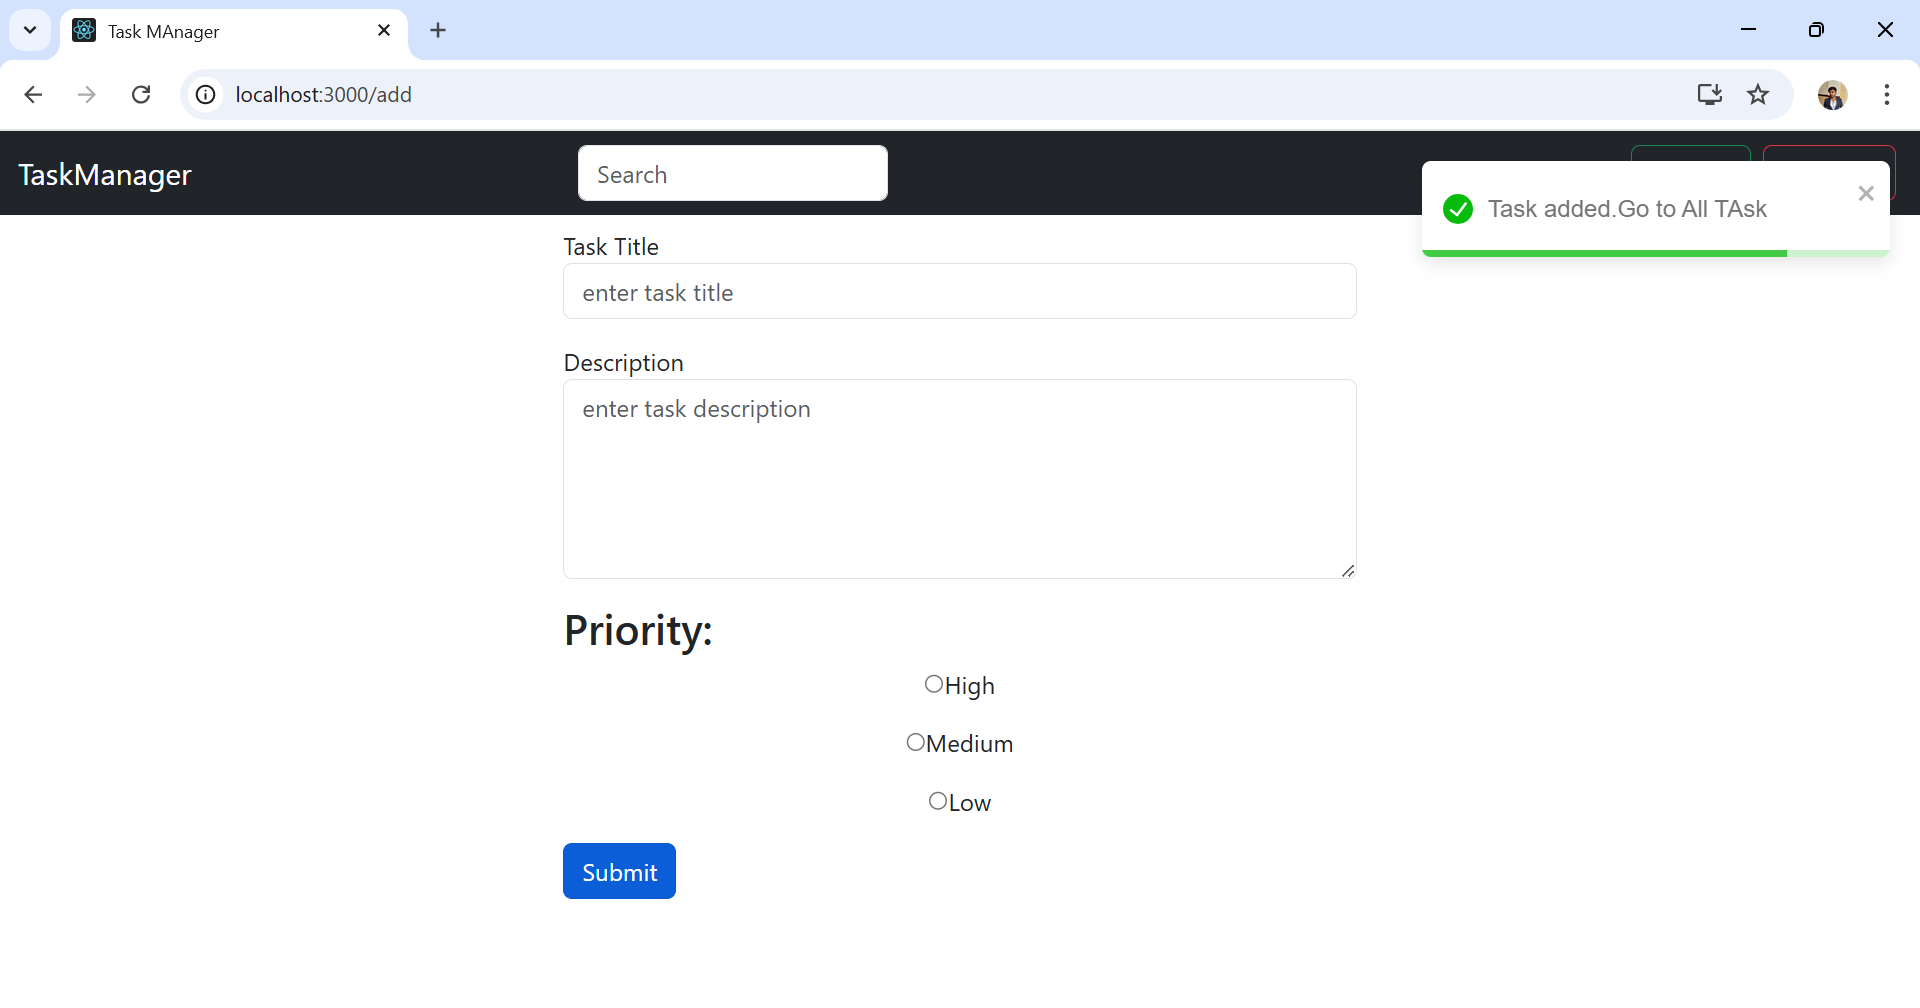 Task MAnager
localhost:3000/add
TaskManager
Search
Task added.Go to All TAsk
Task Title
enter task title
Description
enter task description
Priority:
High
Medium
Low
Submit